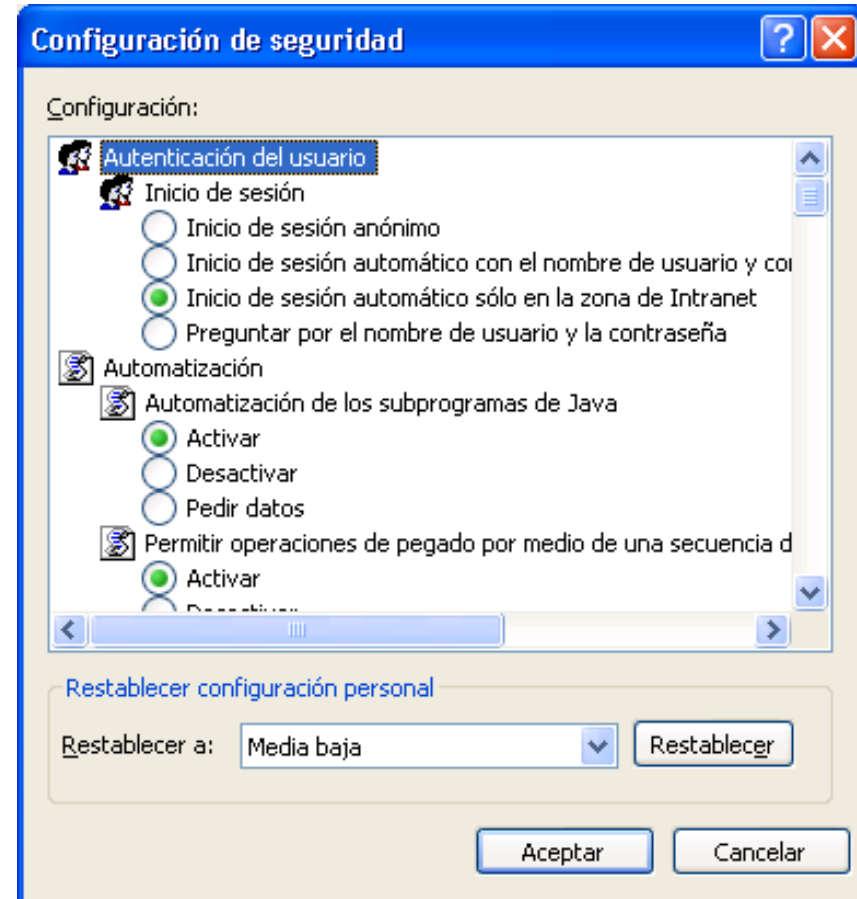 Configuración de seguridad
Configuración:
Autenticación del usuario
Inicio de sesión
Inicio de sesión anónimo
Inicio de sesión automático con el nombre de usuario y
Inicio de sesión automático sólo en la zona de Intranet
Preguntar por el nombre de usuario y la contraseña
Automatización
Automatización de los subprogramas de Java
Activar
Desactivar
Pedir datos
Permitir operaciones de pegado por medio de una secuencia d
Activar
Restablecer configuración personal
Restablecer a: Media baja Restablecer
Aceptar Cancelar